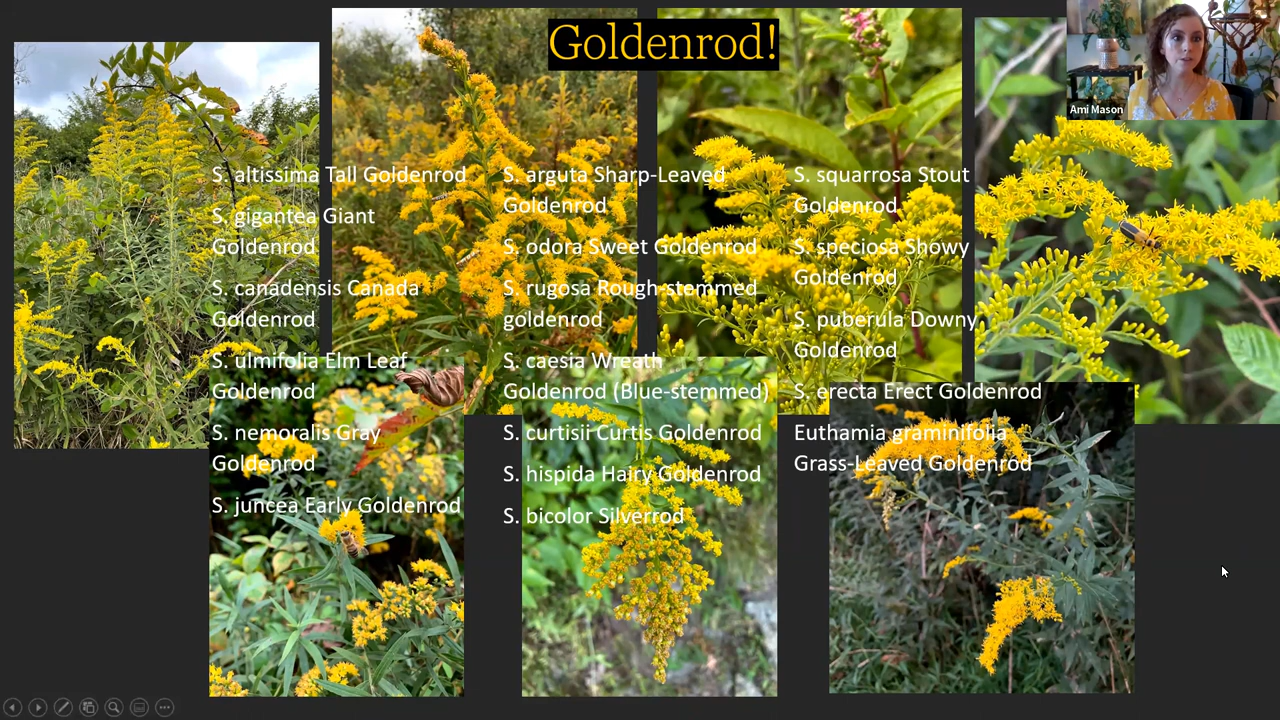 Goldenrod!
Ami Mason
S. altissima Tall Goldenrod
S. gigantea Giant
Goldenrod
S. canadensis Canada
Goldenrod
S. ulmifolia Elm Leaf
Goldenrod
S. nemoralis Gray
Goldenrod
S. juncea Early Goldenrod
S. arguta Sharp-Leaved
Goldenrod
S. odora Sweet Goldenrod
S. rugosa Rough-stemmed
goldenrod
S. caesia Wreath
Goldenrod (Blue-stemmed)
S. curtisii Curtis Goldenrod
S. hispida Hairy Goldenrod
S. bicolor Silverrod
S. squarrosa Stout
Goldenrod
S. speciosa Showy
Goldenrod
S. puberula Downy
Goldenrod
S. erecta Erect Goldenrod
Euthamia graminifolia
Grass-Leaved Goldenrod